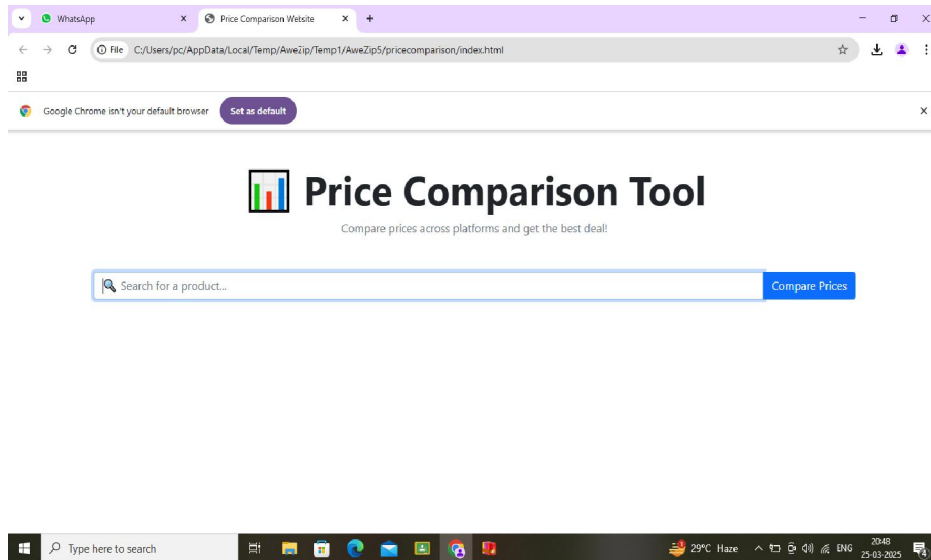 WhatsApp
Price Comparison Website
File C:/Users/pc/AppData/Local/Temp/AweZip/Temp1/AweZip5/pricecomparison/index.html
Google Chrome isn't your default browser Set as default
Price Comparison Tool
Compare prices across platforms and get the best deal!
Search for a product... Compare Prices
Type here to search
29°C Haze
ENG
20:48
25-03-2025
4